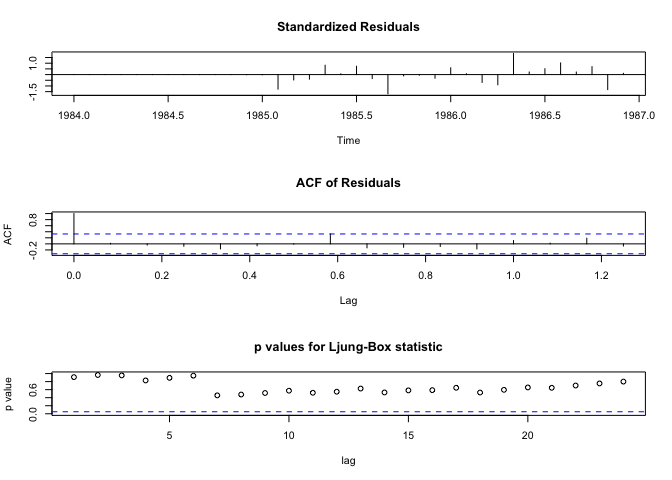 Standardized Residuals
1.0
-1.5
1984.0 1984.5 1985.0 1985.5 1986.0 1986.5 1987.0
Time
ACF of Residuals
ACF
0.8
-0.2
0.0 0.2 0.4 0.6 0.8 1.0 1.2
Lag
p values for Ljung-Box statistic
p value
0.6
0.0
5 10 15 20
lag